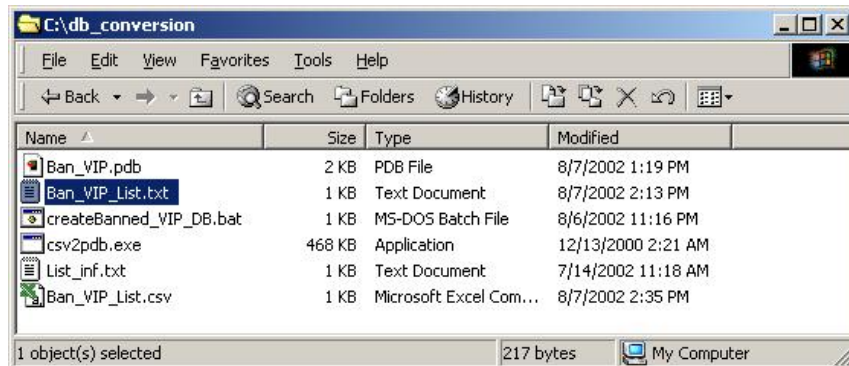 C:\db_conversion
File Edit View Favorites Tools Help
Back Search Folders History
Name Size Type Modified
Ban_VIP.pdb 2 KB PDB File 8/7/2002 1:19 PM
Ban_VIP_List.txt 1 KB Text Document 8/7/2002 2:13 PM
createBanned_VIP_DB.bat 1 KB MS-DOS Batch File 8/6/2002 11:16 PM
csv2pdb.exe 468 KB Application 12/13/2000 2:21 AM
List_inf.txt 1 KB Text Document 7/14/2002 11:18 AM
Ban_VIP_List.csv 1 KB Microsoft Excel Com... 8/7/2002 2:35 PM
1 object(s) selected 217 bytes My Computer